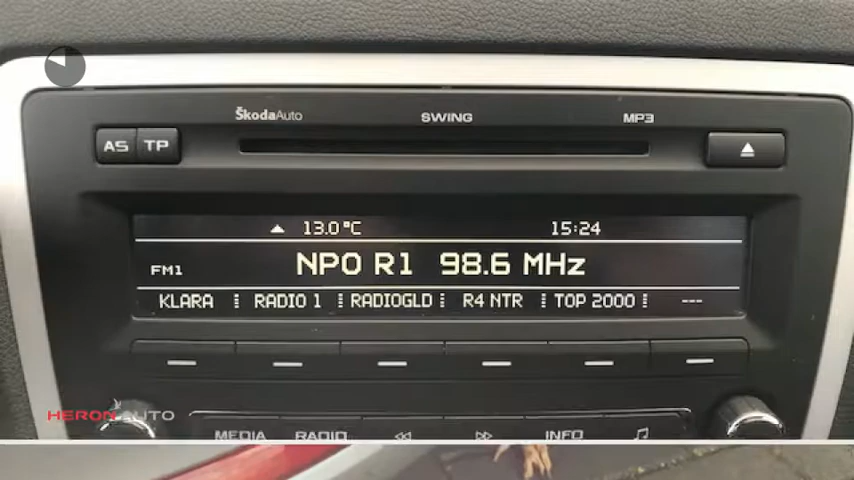 ŠkodaAuto SWING MP3
AS TP
13.0°C 15:24
FM1 NPO R1 98.6 MHz
KLARA RADIO 1 RADIOGLD R4 NTR TOP 2000 ---
HERON AUTO
MEDIA RADIO INFO